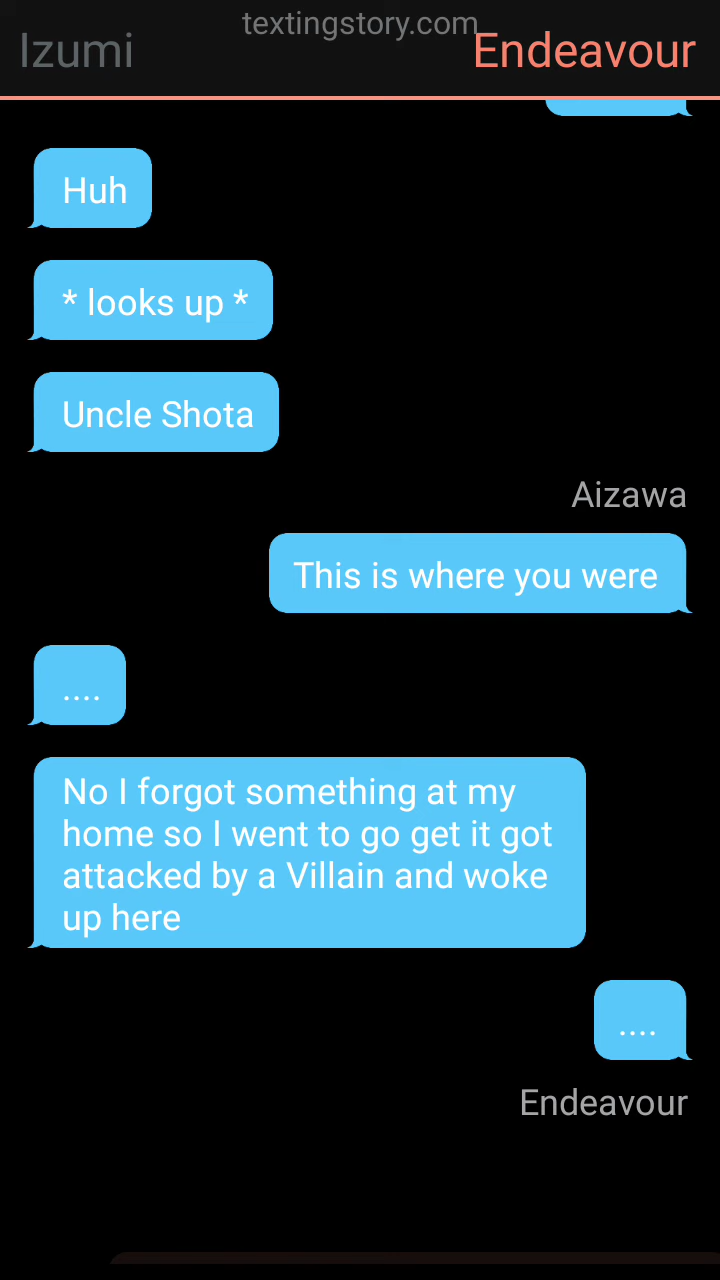 textingstory.com
Izumi
Endeavour
Huh
* looks up *
Uncle Shota
Aizawa
This is where you were
....
No I forgot something at my
home so I went to go get it got
attacked by a Villain and woke
up here
....
Endeavour